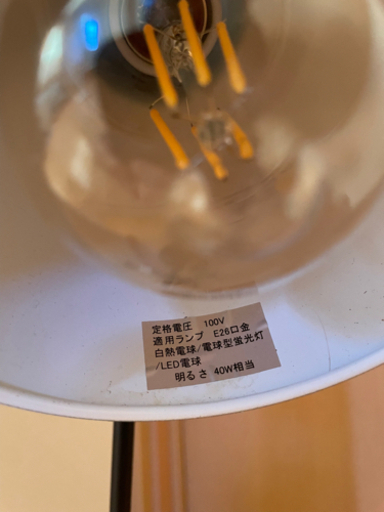 定格電圧 100V
適用ランプ E26口金
白熱電球/電球型蛍光灯
/LED電球
明るさ 40W相当